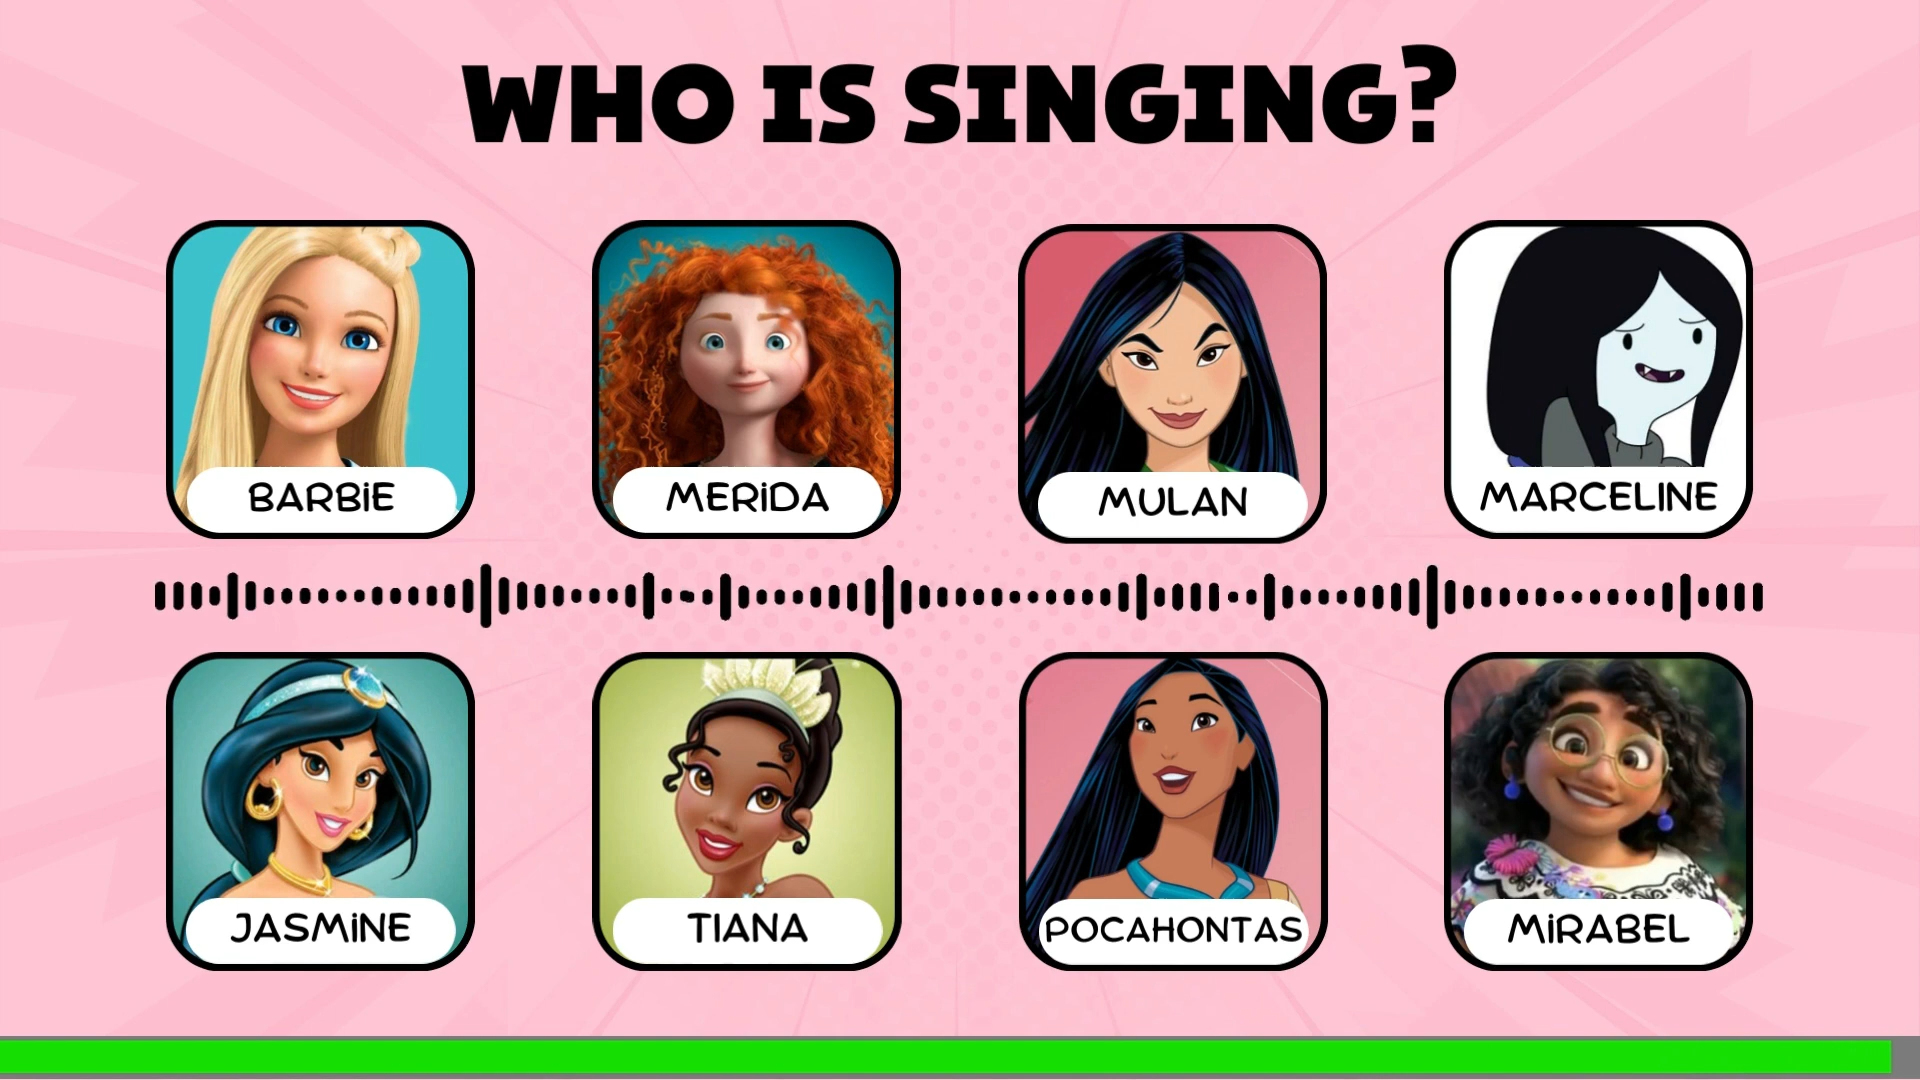 WHO IS SINGING?
BARBiE
MERiDA
MULAN
MARCELINE
JASMiNE
TIANA
POCAHONTAS
MiRABEL